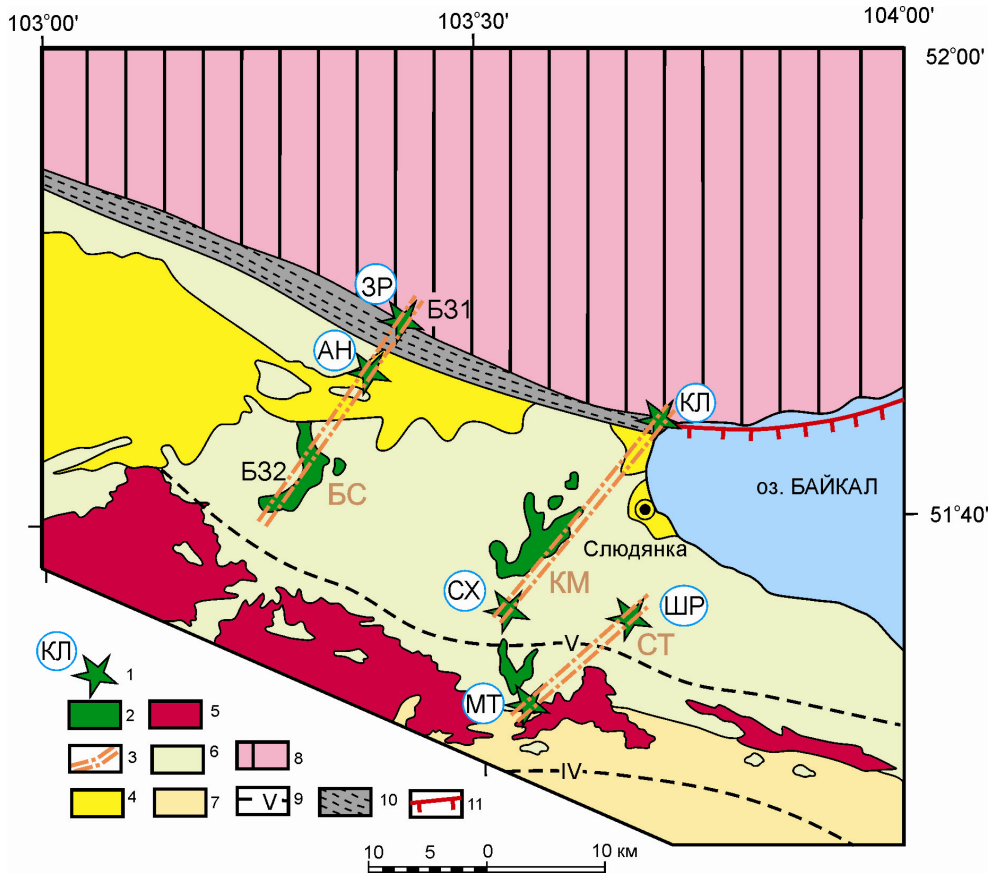 103°00'
103°30'
104°00'
52°00'
ЗР
Б31
АН
КЛ
Б32
БС
оз. БАЙКАЛ
51°40'
Слюдянка
КМ
СХ
ШР
СТ
V
КЛ
1
МТ
2
5
3
6
8
IV
4
7
V
9
10
11
10 5 0 10 км